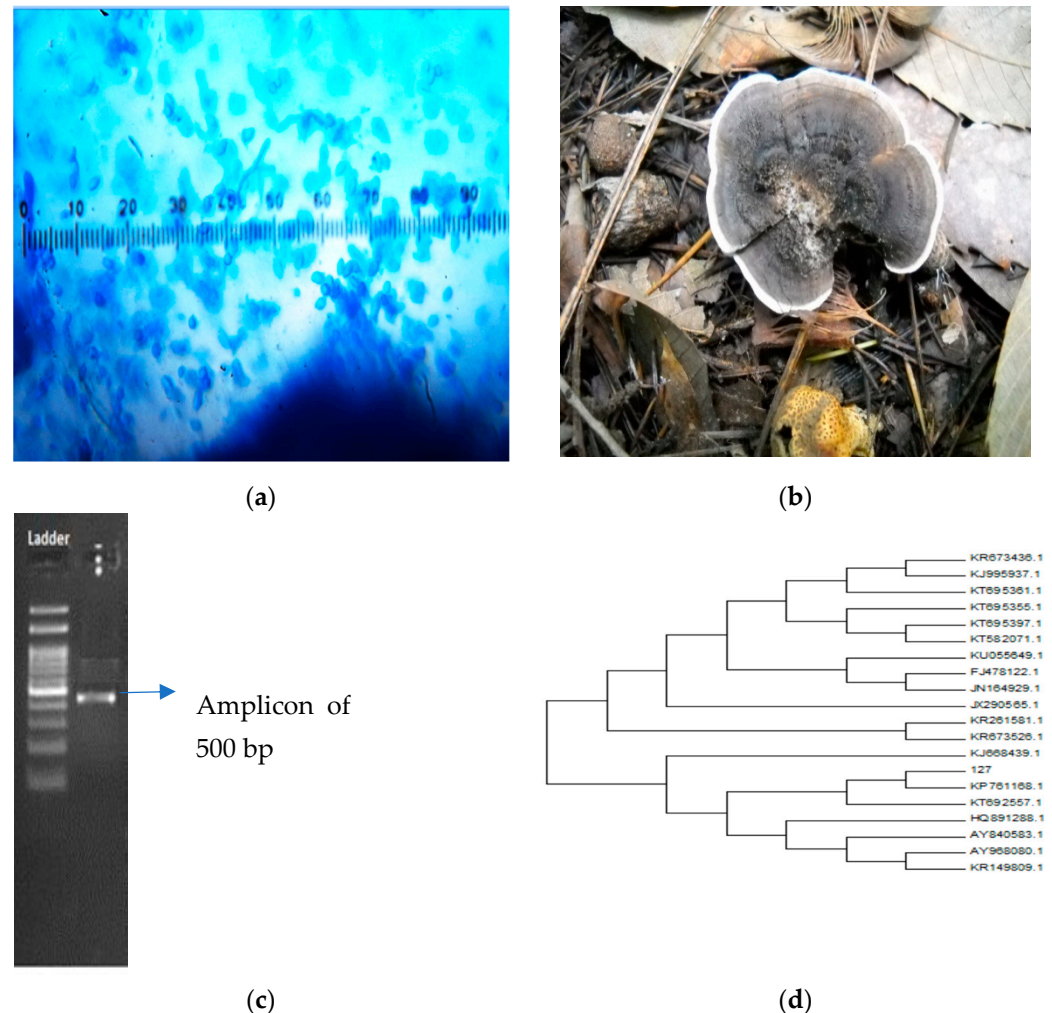 0 10 20 30 40 50 60 70 80 90
(a)
(b)
Ladder
Amplicon of
500 bp
(c)
KR673436.1
KJ995937.1
KT695361.1
KT695355.1
KT695397.1
KT582071.1
KU055649.1
FJ478122.1
JN164929.1
JX290565.1
KR261581.1
KR673526.1
KJ668439.1
127
KP761168.1
KT692557.1
HQ891288.1
AY840583.1
AY968080.1
KR149809.1
(d)